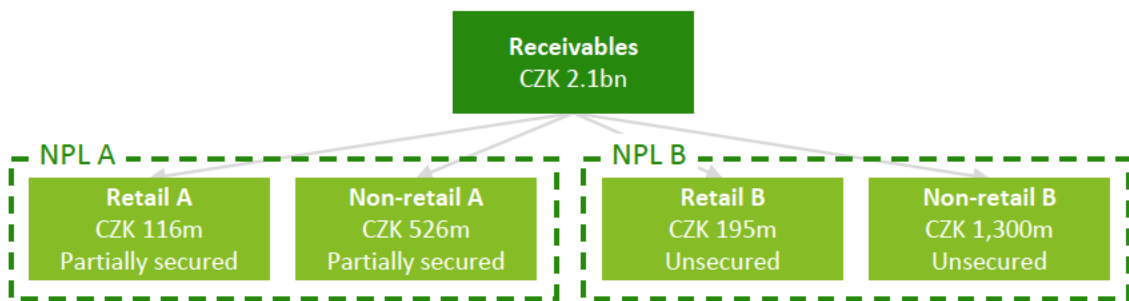 Receivables
CZK 2.1bn
NPL A
Retail A
CZK 116m
Partially secured
Non-retail A
CZK 526m
Partially secured
NPL B
Retail B
CZK 195m
Unsecured
Non-retail B
CZK 1,300m
Unsecured